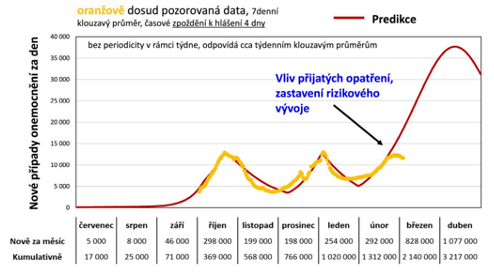 oranžově dosud pozorovaná data, 7denní
klouzavý průměr, časové zpoždění k hlášení 4 dny
Predikce
40 000
bez periodicity v rámci týdne, odpovídá cca týdenním klouzavým průměrům
35 000
30 000
25 000
20 000
15 000
10 000
5 000
0
Nové případy onemocnění za den
Vliv přijatých opatření,
zastavení rizikového
vývoje
červenec srpen září říjen listopad prosinec leden únor březen duben
Nově za měsíc 5 000 8 000 46 000 298 000 199 000 198 000 254 000 292 000 828 000 1 077 000
Kumulativně 17 000 25 000 71 000 369 000 568 000 766 000 1 020 000 1 312 000 2 140 000 3 217 000